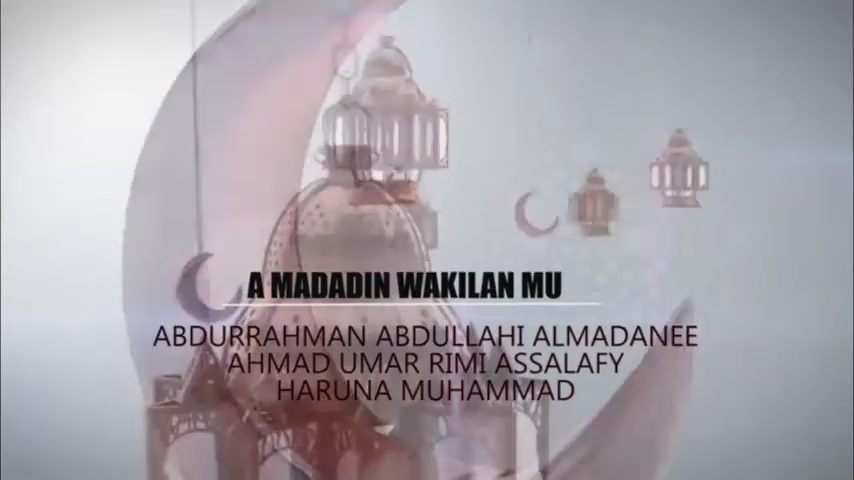 A MADADIN WAKILAN MU
ABDURRAHMAN ABDULLAHI ALMADANEE
AHMAD UMAR RIMI ASSALAFY
HARUNA MUHAMMAD